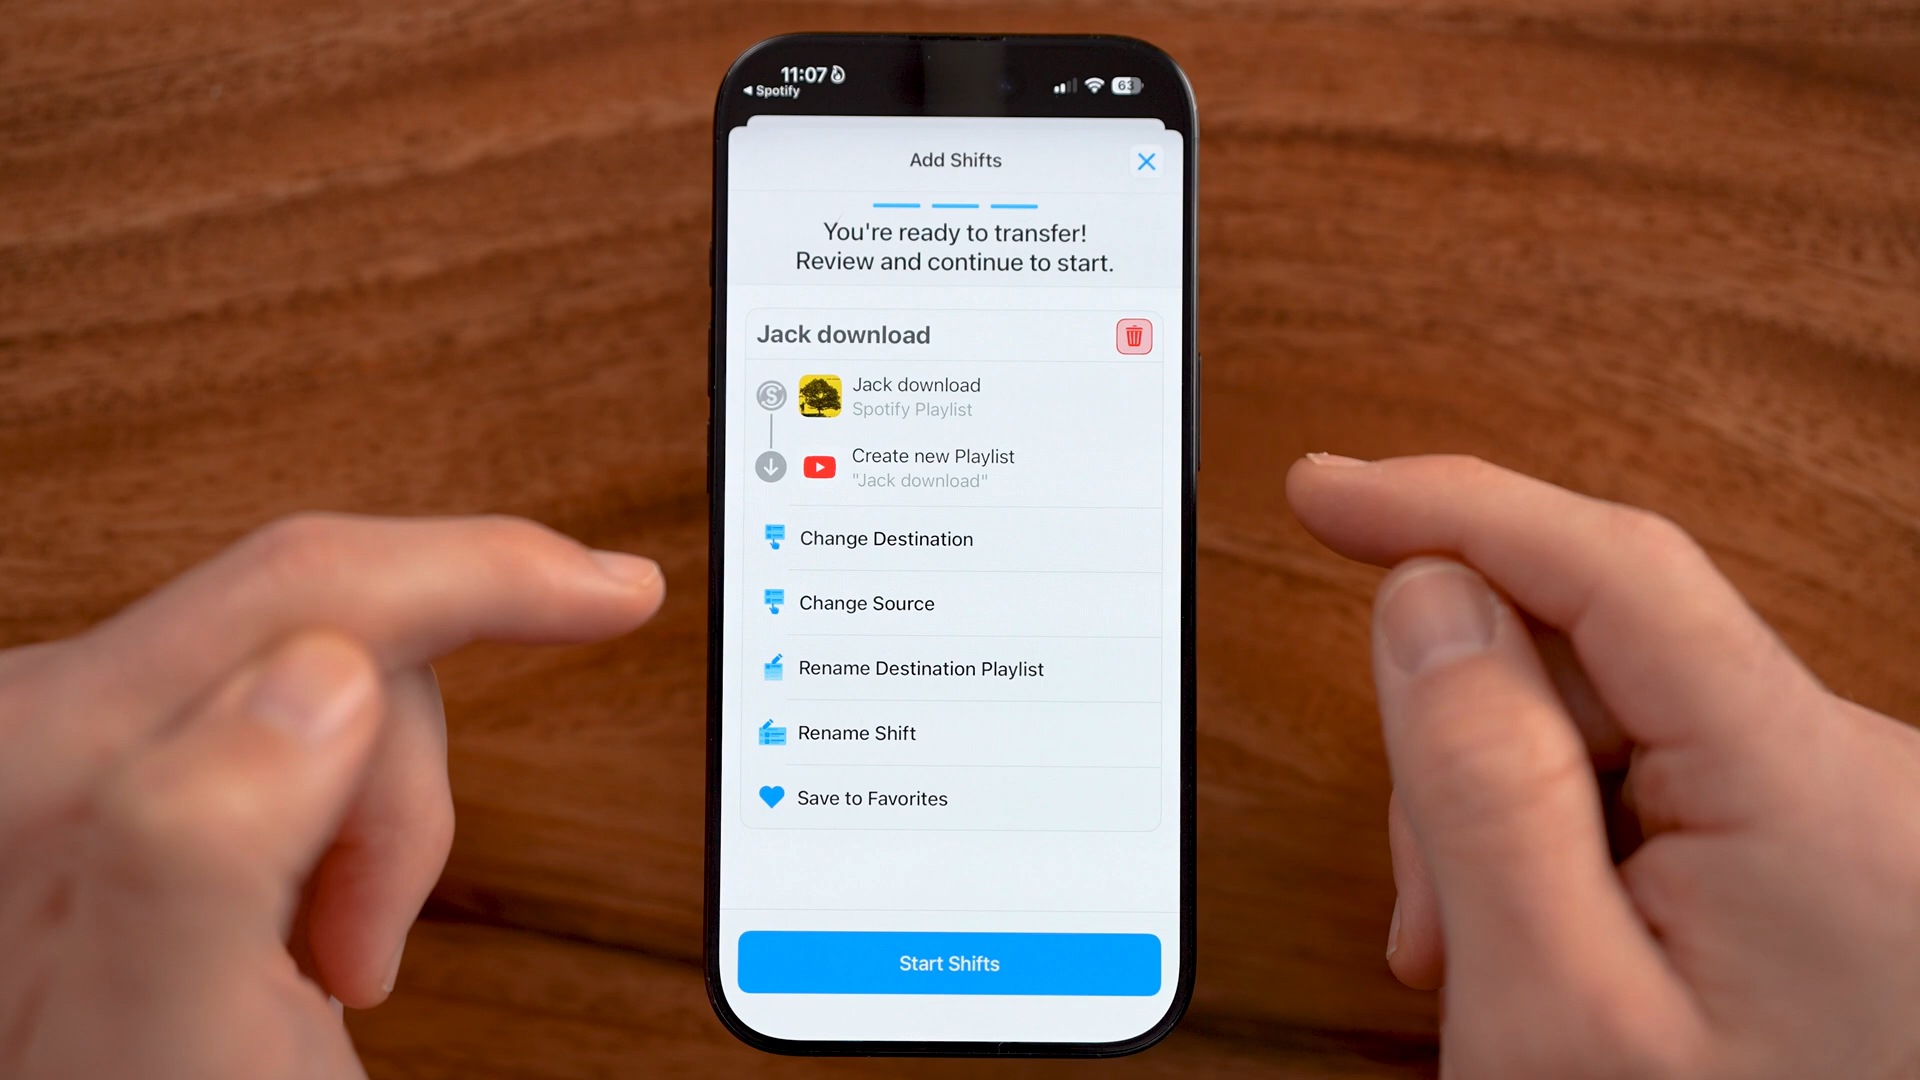 11:07
Spotify
63
Add Shifts
You're ready to transfer!
Review and continue to start.
Jack download
Jack download
Spotify Playlist
Create new Playlist
"Jack download"
Change Destination
Change Source
Rename Destination Playlist
Rename Shift
Save to Favorites
Start Shifts